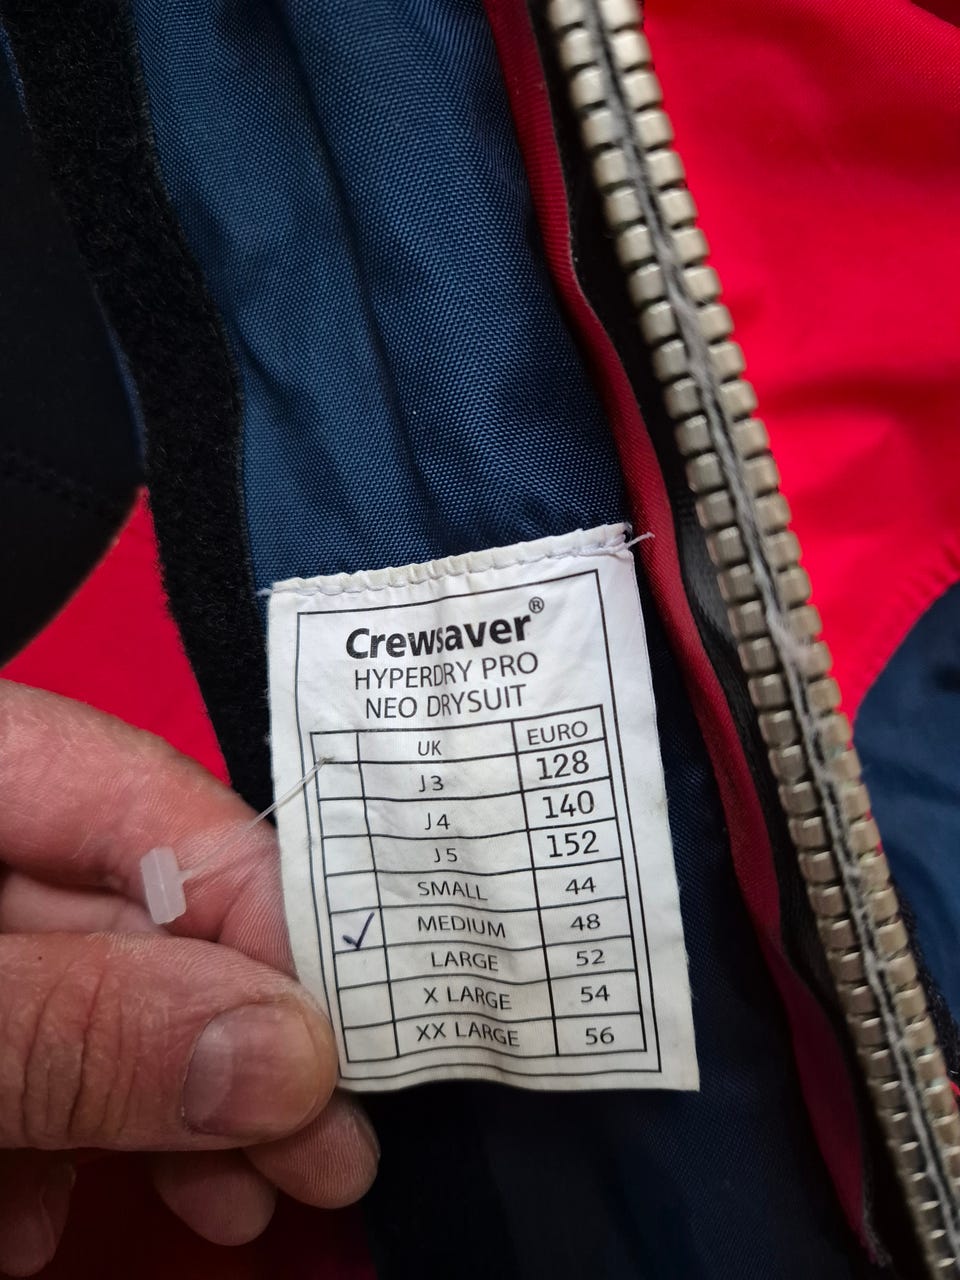 Crewsaver®
HYPERDRY PRO
NEO DRYSUIT
UK EURO
J3 128
J4 140
J5 152
SMALL 44
MEDIUM 48
LARGE 52
X LARGE 54
XX LARGE 56